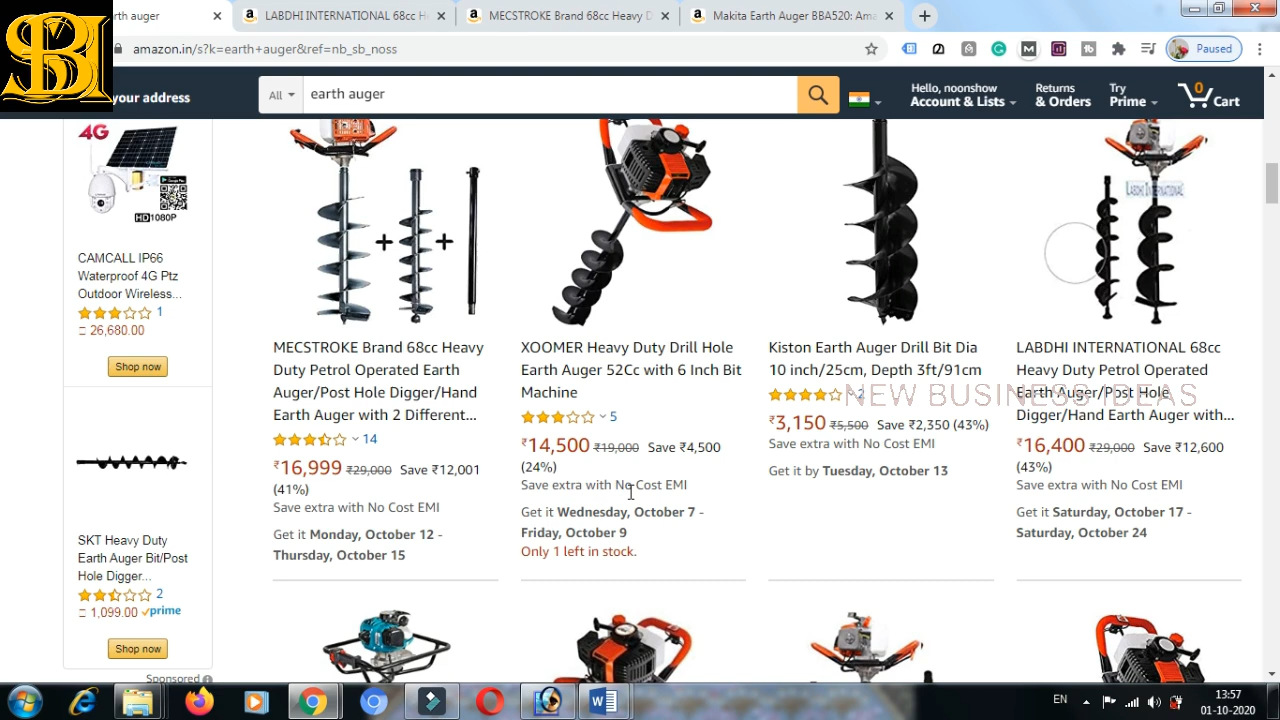 arth auger
LABDHI INTERNATIONAL 68cc H
MECSTROKE Brand 68cc Heavy D
Makita Earth Auger BBA520: Ama
SBI
amazon.in/s?k=earth+auger&ref=nb_sb_noss
Paused
your address
All
earth auger
Hello, noonshow
Account & Lists
Returns
& Orders
Try
Prime
0
Cart
4G
HD1080P
CAMCALL IP66
Waterproof 4G Ptz
Outdoor Wireless...
1
26,680.00
Shop now
SKT Heavy Duty
Earth Auger Bit/Post
Hole Digger...
2
1,099.00 prime
Shop now
Sponsored
MECSTROKE Brand 68cc Heavy
Duty Petrol Operated Earth
Auger/Post Hole Digger/Hand
Earth Auger with 2 Different...
14
₹16,999 ₹29,000 Save ₹12,001
(41%)
Save extra with No Cost EMI
Get it Monday, October 12 -
Thursday, October 15
XOOMER Heavy Duty Drill Hole
Earth Auger 52Cc with 6 Inch Bit
Machine
5
₹14,500 ₹19,000 Save ₹4,500
(24%)
Save extra with No Cost EMI
Get it Wednesday, October 7 -
Friday, October 9
Only 1 left in stock.
Kiston Earth Auger Drill Bit Dia
10 inch/25cm, Depth 3ft/91cm
2
₹3,150 ₹5,500 Save ₹2,350 (43%)
Save extra with No Cost EMI
Get it by Tuesday, October 13
LABDHI INTERNATIONAL
LABDHI INTERNATIONAL 68cc
Heavy Duty Petrol Operated
Earth Auger/Post Hole
Digger/Hand Earth Auger with...
NEW BUSINESS IDEAS
₹16,400 ₹29,000 Save ₹12,600
(43%)
Save extra with No Cost EMI
Get it Saturday, October 17 -
Saturday, October 24
EN
13:57
01-10-2020